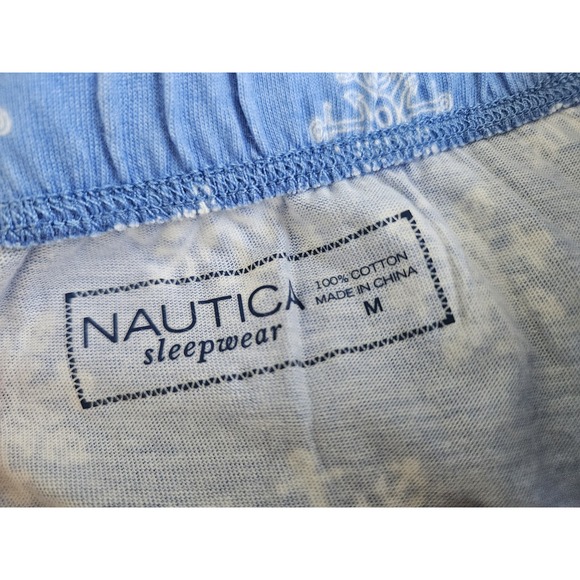 NAUTICA
sleepwear
100% COTTON
MADE IN CHINA
M